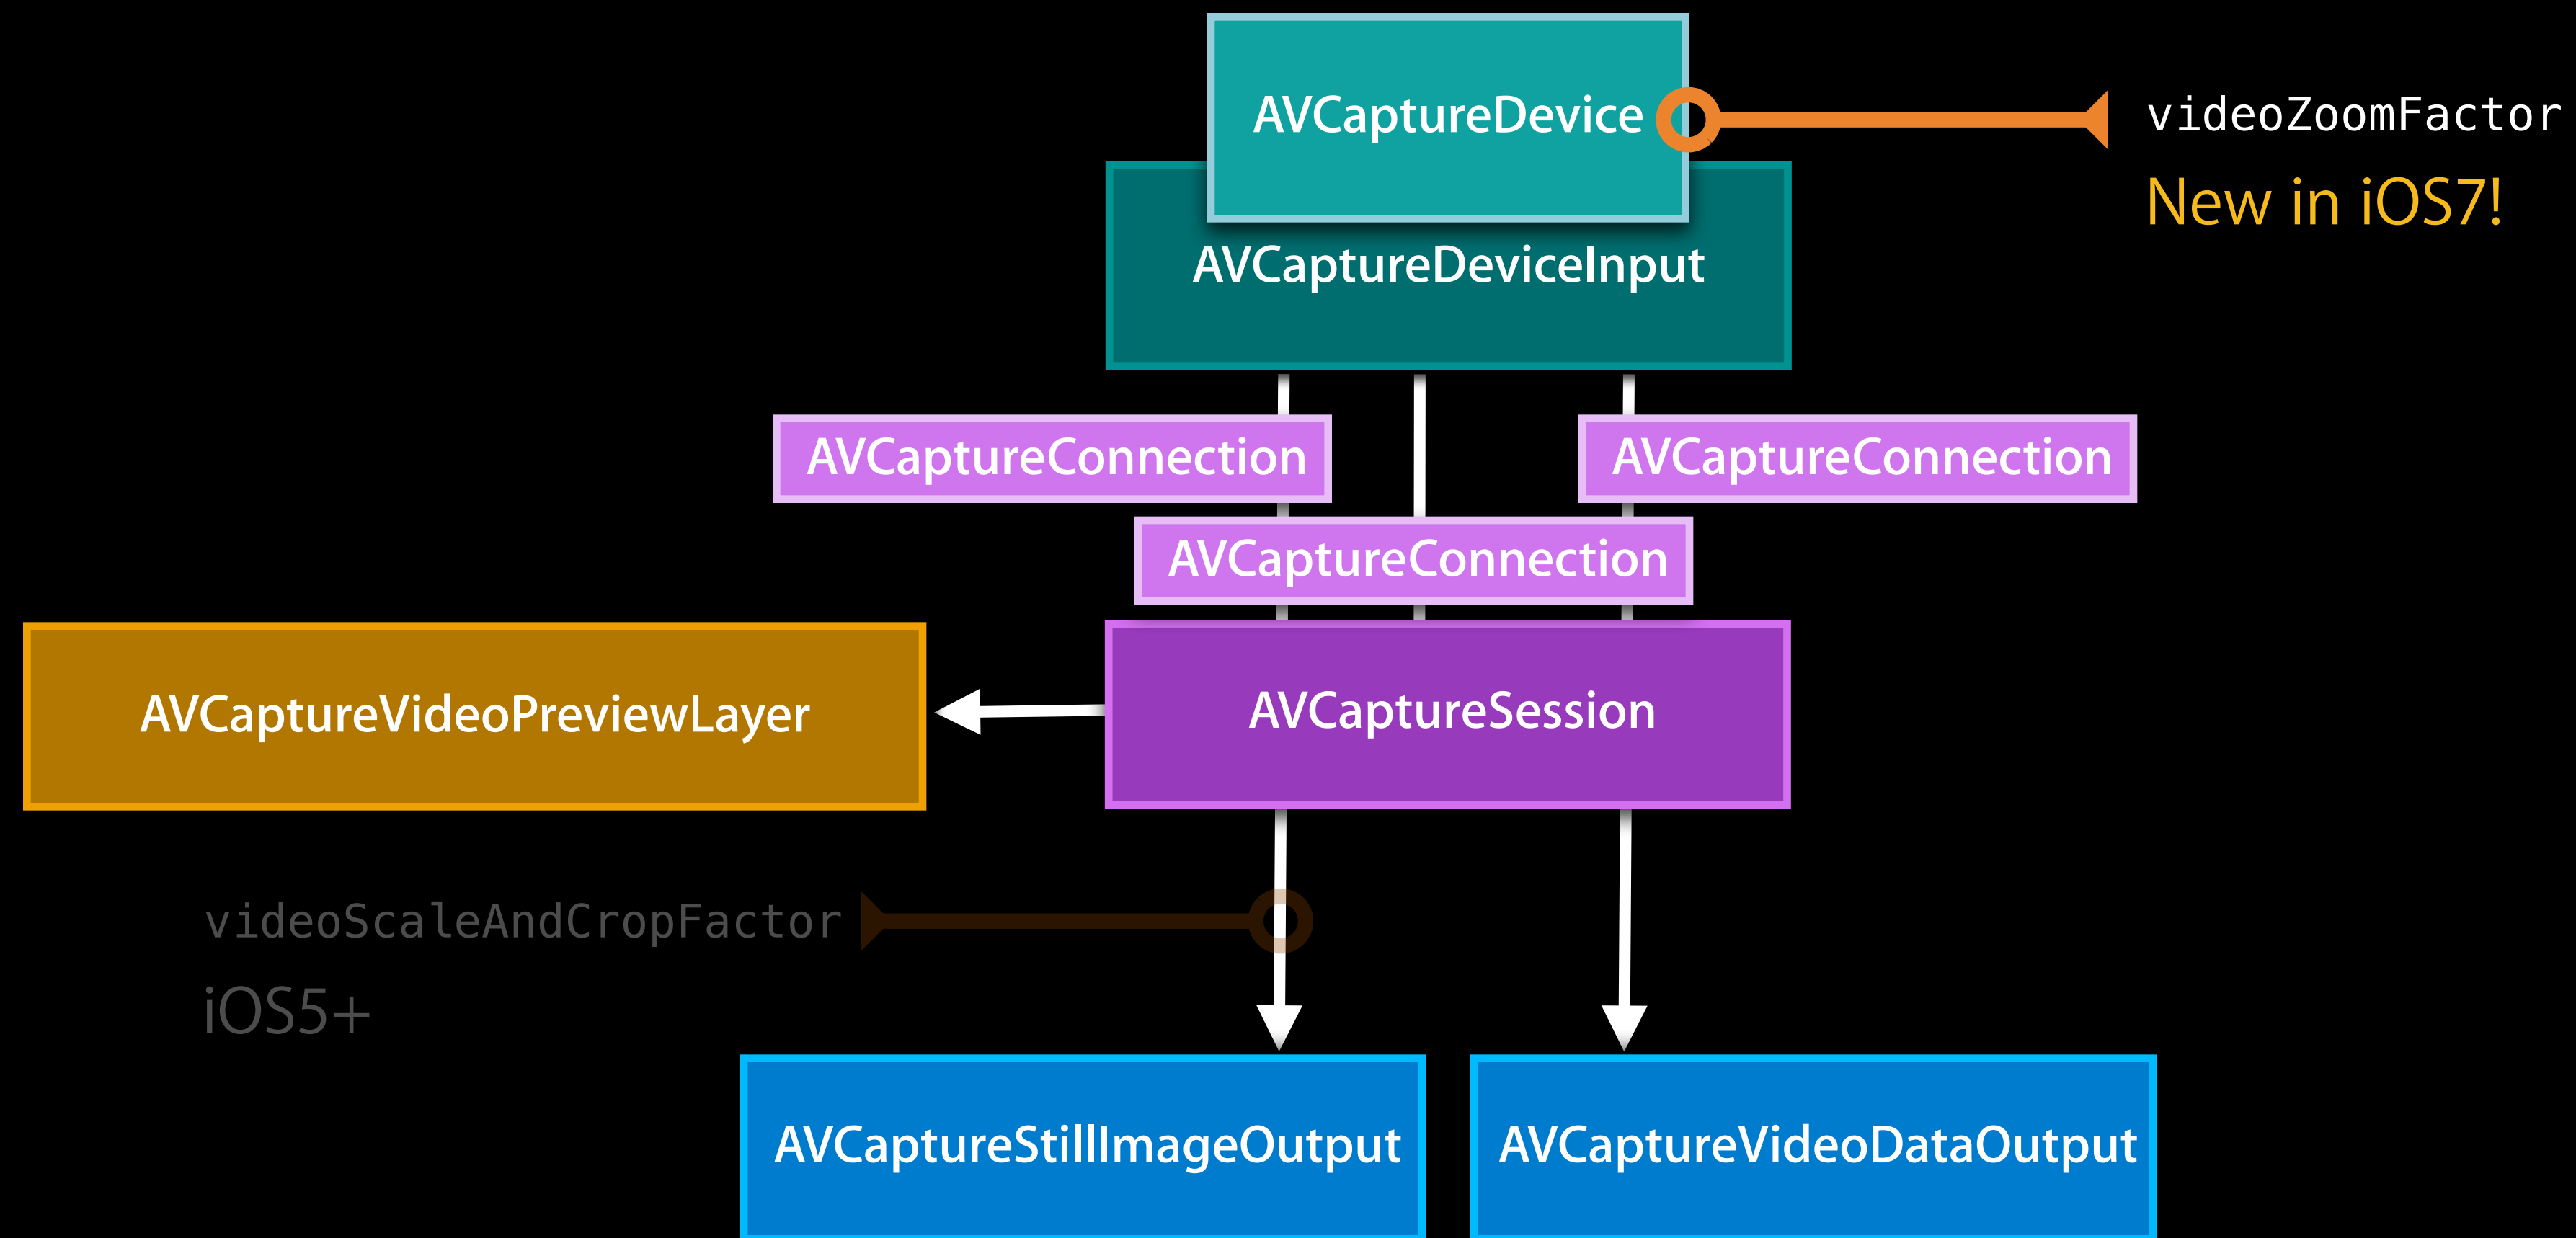 AVCaptureDevice
videoZoomFactor
New in iOS7!
AVCaptureDeviceInput
AVCaptureConnection
AVCaptureConnection
AVCaptureConnection
AVCaptureVideoPreviewLayer
AVCaptureSession
videoScaleAndCropFactor
iOS5+
AVCaptureStillImageOutput
AVCaptureVideoDataOutput